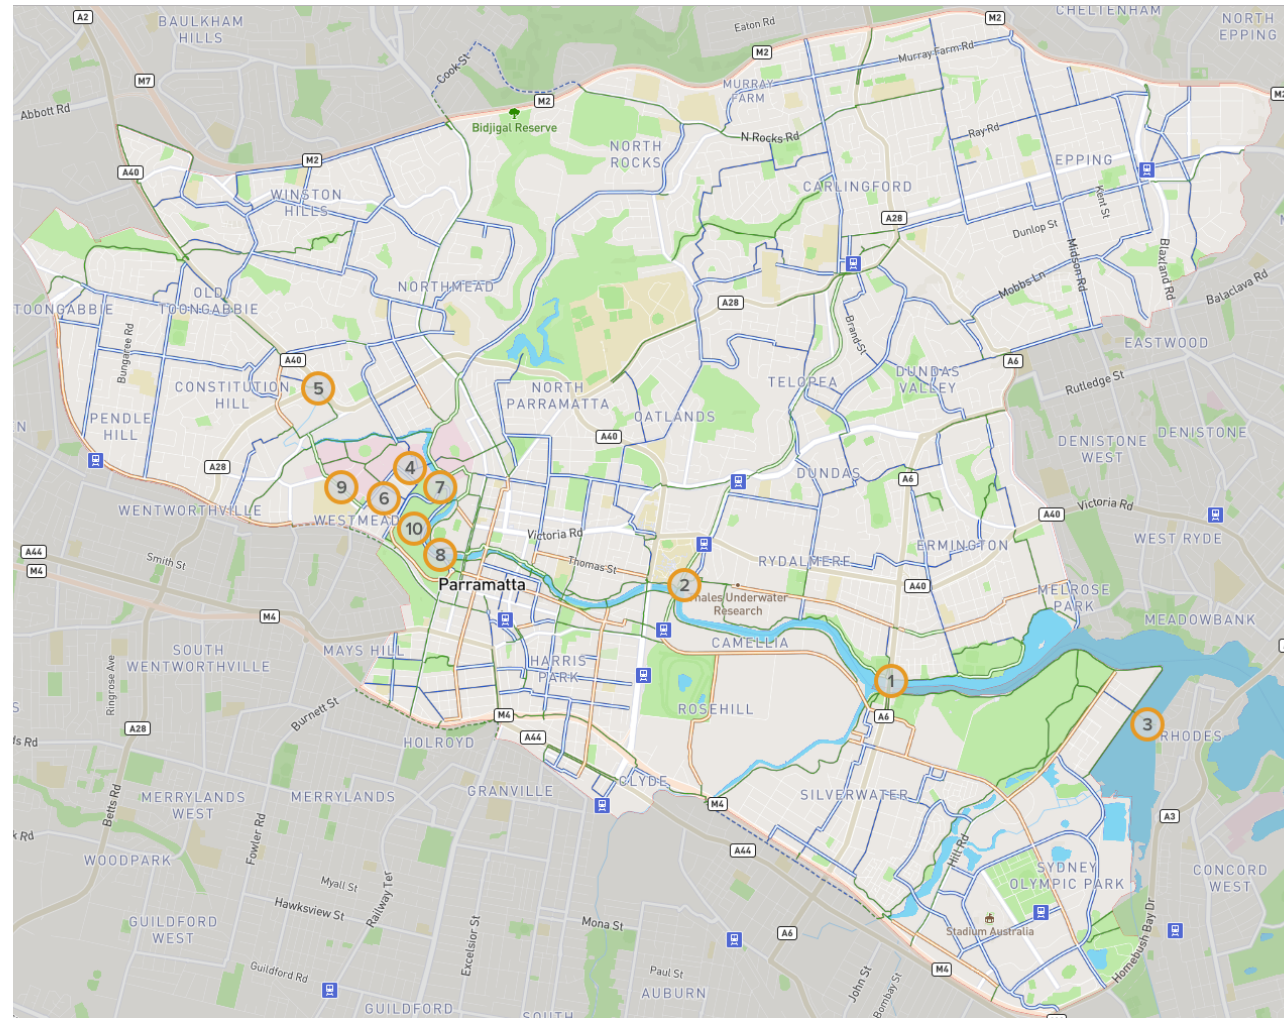 A2
BAULKHAM
HILLS
Eaton Rd
M2
CHELTENHAM
NORTH
EPPING
M2
Murray Farm Rd
M7
Cook St
MURRAY
FARM
M2
Abbott Rd
Bidjigal Reserve
N Rocks Rd
Ray Rd
NORTH
ROCKS
M2
EPPING
A40
WINSTON
HILLS
CARLINGFORD
Kent St
A28
Dunlop St
Midson Rd
Blaxland Rd
NORTHMEAD
Mobbs Ln
Balaclava Rd
OLD
TOONGABBIE
TOONGABBIE
A28
Bungaree Rd
Brand St
EASTWOOD
A40
A6
CONSTITUTION
HILL
5
NORTH
PARRAMATTA
TELOPEA
DUNDAS
VALLEY
Rutledge St
PENDLE
HILL
OATLANDS
A40
DENISTONE
WEST
DENISTONE
N
A28
4
9
6
7
DUNDAS
A6
WENTWORTHVILLE
WESTMEAD
10
A40
Victoria Rd
Victoria Rd
WEST RYDE
A44
M4
Smith St
8
Thomas St
RYDALMERE
ERMINGTON
Parramatta
2
A40
hales Underwater
Research
MELROSE
PARK
M4
MEADOWBANK
SOUTH
WENTWORTHVILLE
MAYS HILL
CAMELLIA
HARRIS
PARK
Ringrose Ave
1
S
Burnett St
ROSEHILL
A6
A28
M4
3
RHODES
fs Rd
HOLROYD
A44
CLYDE
MERRYLANDS
WEST
MERRYLANDS
GRANVILLE
M4
SILVERWATER
Betts Rd
Fowler Rd
A3
k Rd
A44
Hill Rd
WOODPARK
SYDNEY
OLYMPIC PARK
CONCORD
WEST
Myall St
Railway Ter
Hawksview St
GUILDFORD
WEST
Excelsior St
Mona St
A6
Stadium Australia
Homebush Bay Dr
Guildford Rd
Paul St
M4
John St
Bombay St
AUBURN
GUILDFORD
SOUTH